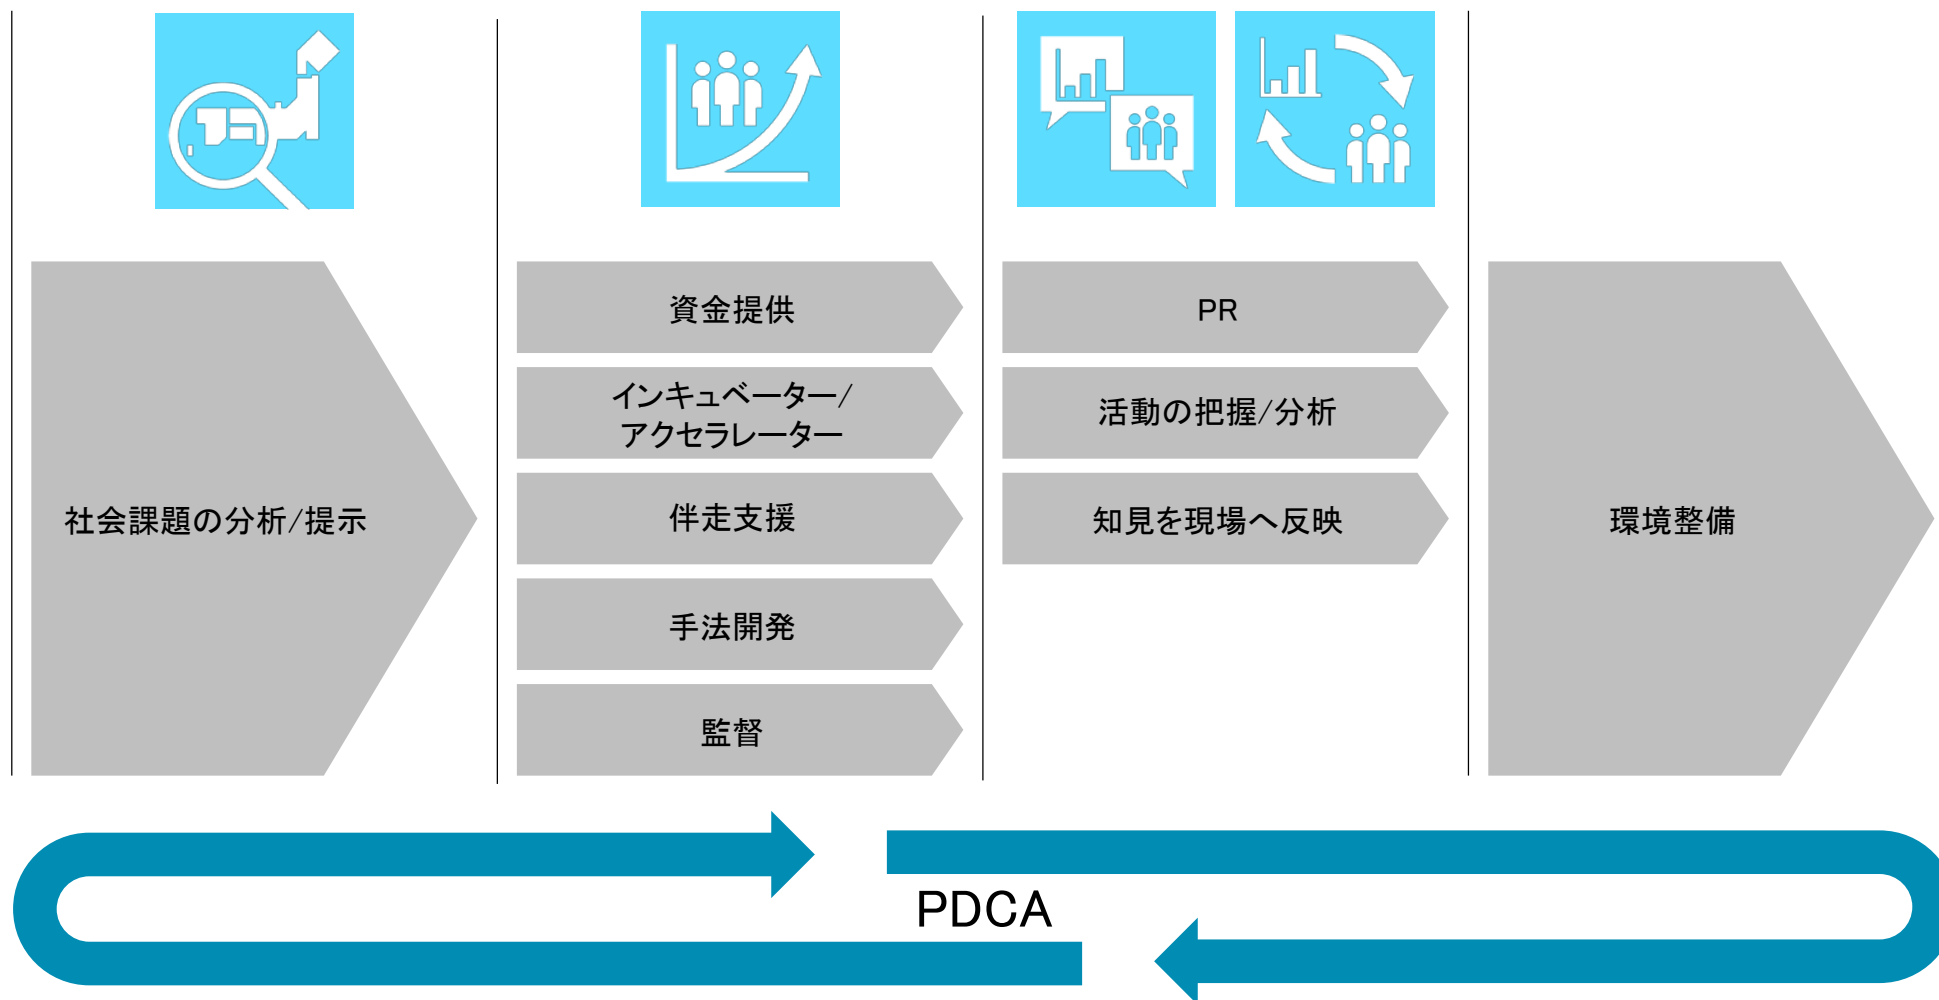 社会課題の分析/提示
資金提供
インキュベーター/
アクセラレーター
伴走支援
手法開発
監督
PR
活動の把握/分析
知見を現場へ反映
環境整備
PDCA